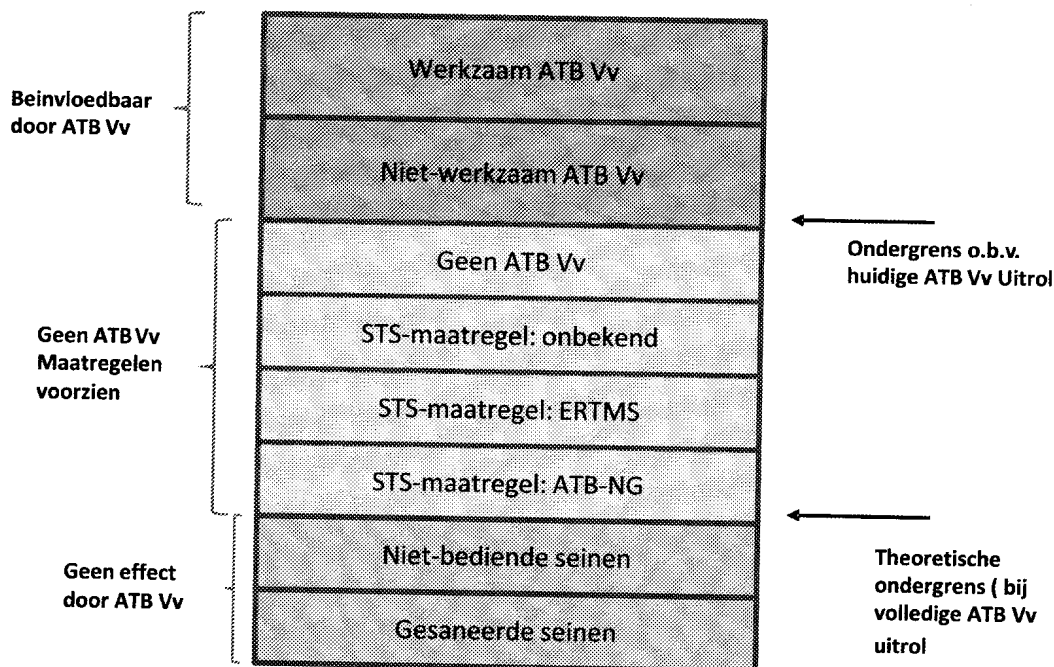 Werkzaam ATB Vv
Beinvloedbaar
door ATB Vv
Niet-werkzaam ATB Vv
Geen ATB Vv
Ondergrens o.b.v.
huidige ATB Vv Uitrol
STS-maatregel: onbekend
Geen ATB Vv
Maatregelen
voorzien
STS-maatregel: ERTMS
STS-maatregel: ATB-NG
Niet-bediende seinen
Geen effect
door ATB Vv
Theoretische
ondergrens ( bij
volledige ATB Vv
uitrol
Gesaneerde seinen